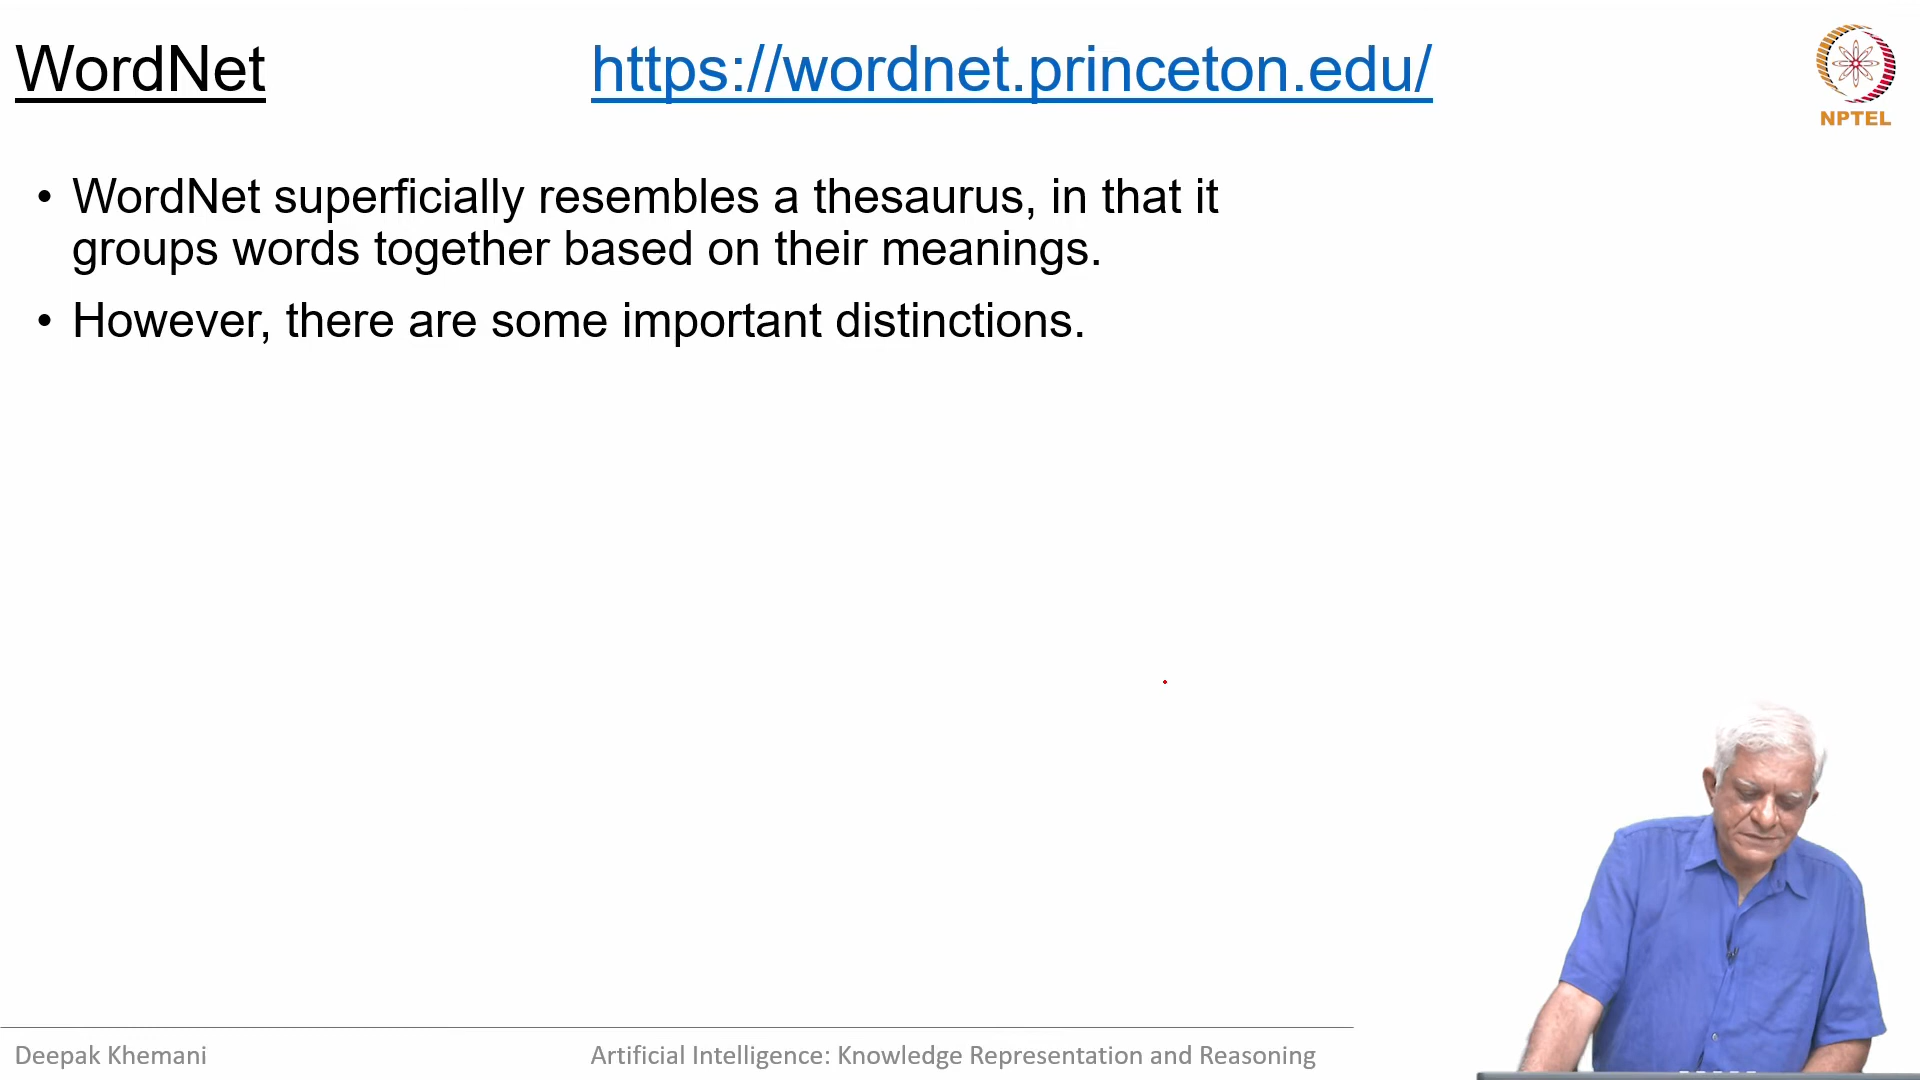 WordNet
https://wordnet.princeton.edu/
NPTEL
• WordNet superficially resembles a thesaurus, in that it
groups words together based on their meanings.
• However, there are some important distinctions.
Deepak Khemani
Artificial Intelligence: Knowledge Representation and Reasoning